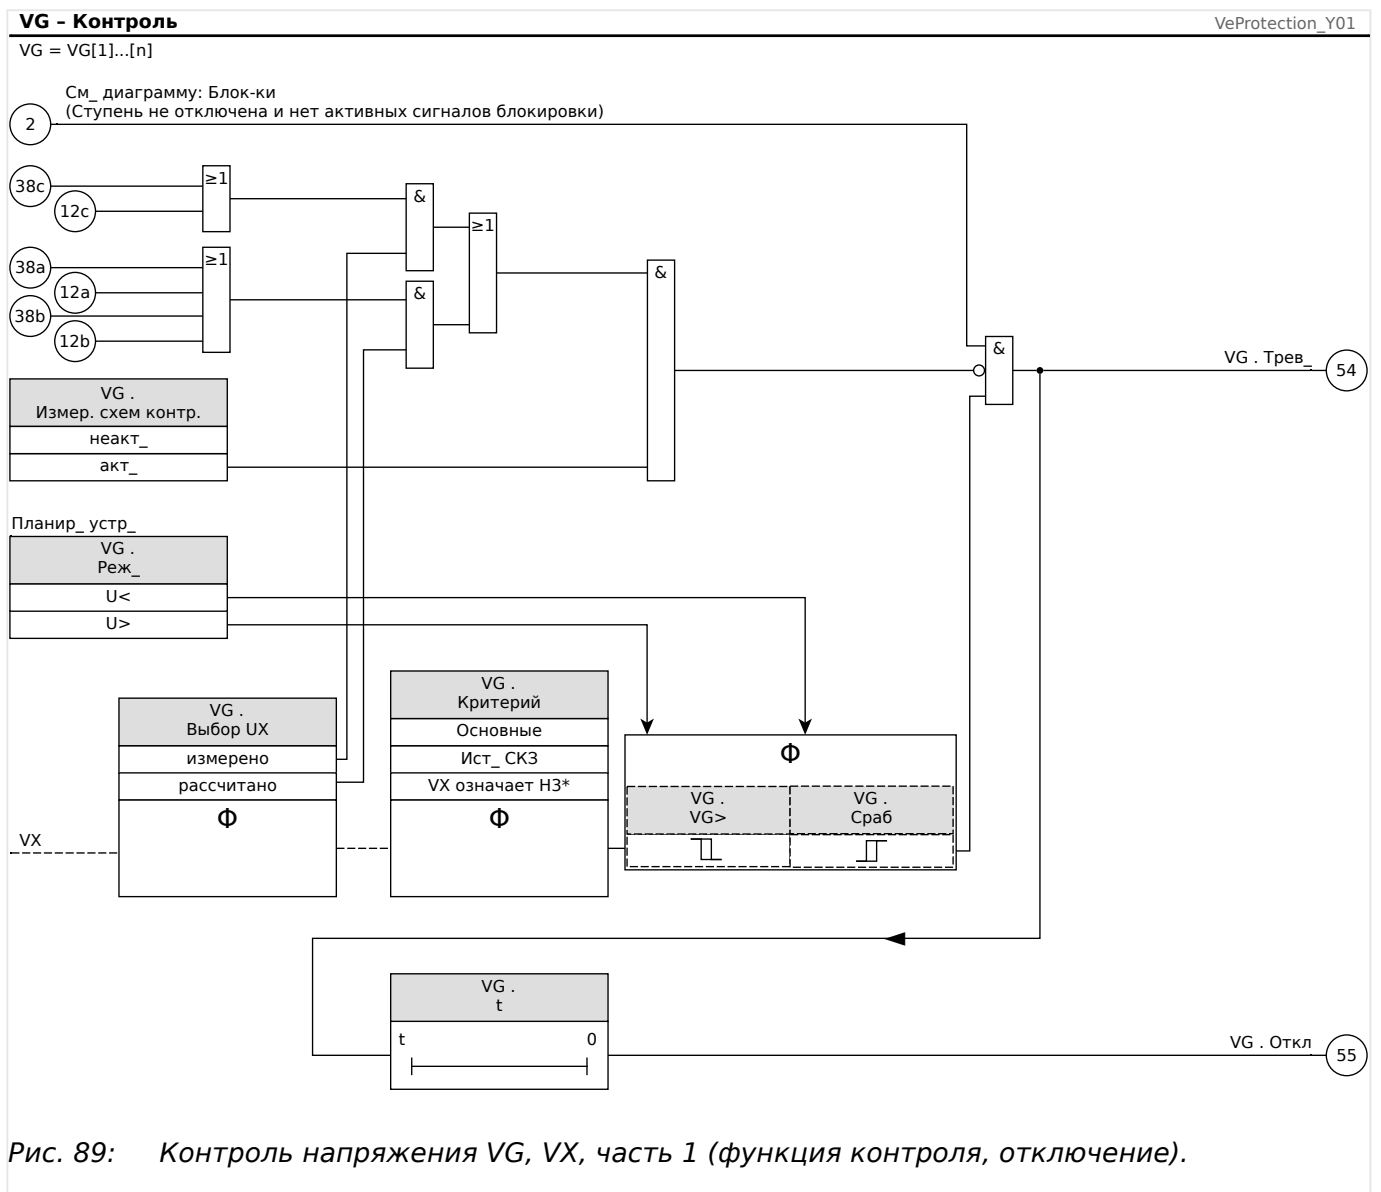 VG – Контроль
VeProtection_Y01
VG = VG[1]...[n]
См_ диаграмму: Блок-ки
(Ступень не отключена и нет активных сигналов блокировки)
2
38c
12c
≥1
&
≥1
38a
12a
38b
12b
≥1
&
&
&
VG . Трев_
54
VG .
Измер. схем контр.
неакт_
акт_
Планир_ устр_
VG .
Реж_
U<
U>
VG .
Выбор UX
измерено
рассчитано
Φ
VX
VG .
Критерий
Основные
Ист_ СКЗ
VX означает H3*
Φ
Φ
VG .
VG>
VG .
Сраб
VG .
t
t 0
VG . Откл
55
Рис. 89: Контроль напряжения VG, VX, часть 1 (функция контроля, отключение).